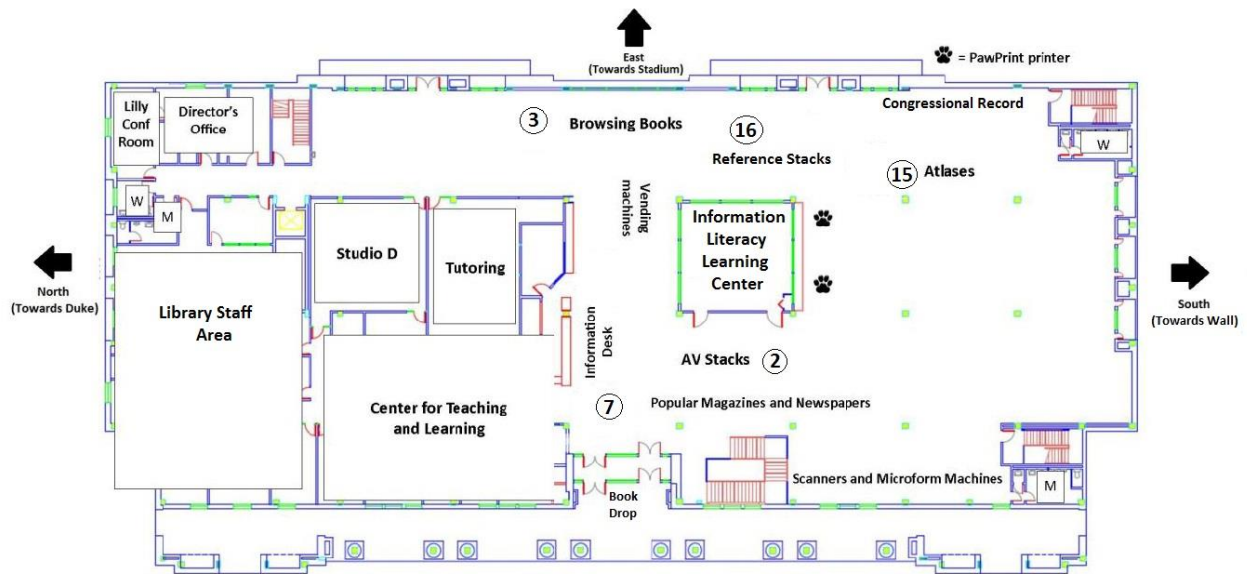 East
(Towards Stadium)
= PawPrint printer
Congressional Record
Lilly
Conf
Room
Director's
Office
3
Browsing Books
16
Reference Stacks
15
Atlases
W
W
M
Vending
machines
Studio D
Tutoring
Information
Literacy
Learning
Center
North
(Towards Duke)
South
(Towards Wall)
Library Staff
Area
Information
Desk
AV Stacks
2
7
Popular Magazines and Newspapers
Center for Teaching
and Learning
Scanners and Microform Machines
M
Book
Drop